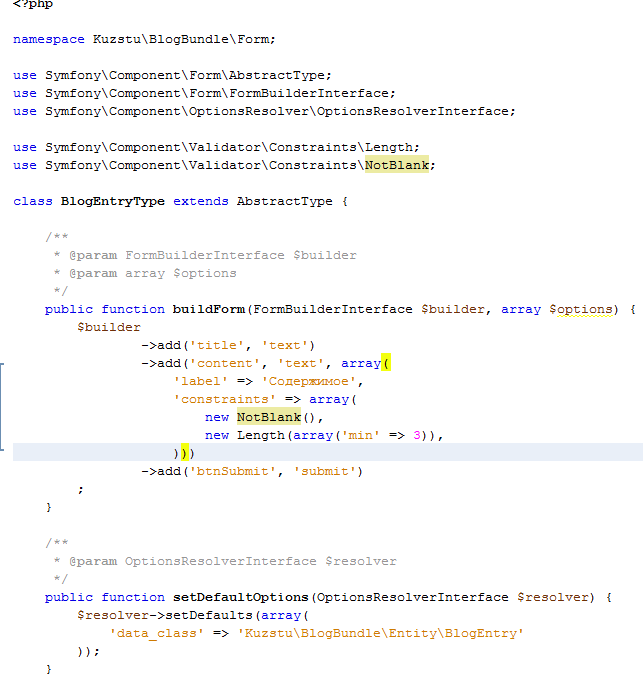 <?php
namespace Kuzstu\BlogBundle\Form;
use Symfony\Component\Form\AbstractType;
use Symfony\Component\Form\FormBuilderInterface;
use Symfony\Component\OptionsResolver\OptionsResolverInterface;
use Symfony\Component\Validator\Constraints\Length;
use Symfony\Component\Validator\Constraints\NotBlank;
class BlogEntryType extends AbstractType {
/**
* @param FormBuilderInterface $builder
* @param array $options
*/
public function buildForm(FormBuilderInterface $builder, array $options) {
$builder
->add('title', 'text')
->add('content', 'text', array(
'label' => 'Содержимое',
'constraints' => array(
new NotBlank(),
new Length(array('min' => 3)),
)))
->add('btnSubmit', 'submit')
;
}
/**
* @param OptionsResolverInterface $resolver
*/
public function setDefaultOptions(OptionsResolverInterface $resolver) {
$resolver->setDefaults(array(
'data_class' => 'Kuzstu\BlogBundle\Entity\BlogEntry'
));
}